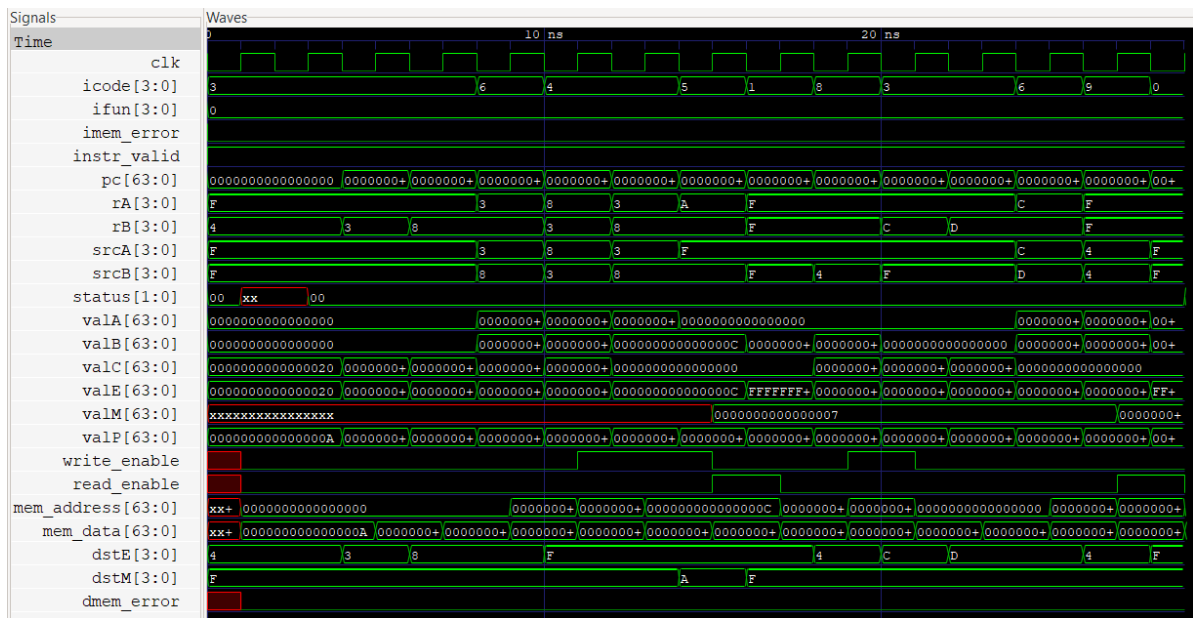 Signals
Waves
10 ns 20 ns
Time
clk
icode[3:0] 3 6 4 5 1 8 3 6 9 0
ifun[3:0] 0
imem_error
instr_valid
pc[63:0] 0000000000000000 0000000+ 0000000+ 0000000+ 0000000+ 0000000+ 0000000+ 0000000+ 0000000+ 0000000+ 0000000+ 0000000+ 0000000+ 00+
rA[3:0] F 3 8 3 A F C F
rB[3:0] 4 3 8 3 8 F C D F
srcA[3:0] F 3 8 3 F C 4 F
srcB[3:0] F 8 3 8 F 4 F D 4 F
status[1:0] 00 xx 00
valA[63:0] 0000000000000000 0000000+ 0000000+ 0000000+ 0000000000000000 0000000+ 0000000+ 00+
valB[63:0] 0000000000000000 0000000+ 0000000+ 000000000000000C 0000000+ 0000000+ 0000000000000000 0000000+ 0000000+ 00+
valC[63:0] 0000000000000020 0000000+ 0000000+ 0000000+ 0000000+ 0000000000000000 0000000+ 0000000+ 0000000+ 0000000000000000
valE[63:0] 0000000000000020 0000000+ 0000000+ 0000000+ 0000000+ 000000000000000C FFFFFFF+ 0000000+ 0000000+ 0000000+ 0000000+ 0000000+ FF+
valM[63:0] xxxxxxxxxxxxxxxx 0000000000000007 0000000+
valP[63:0] 000000000000000A 0000000+ 0000000+ 0000000+ 0000000+ 0000000+ 0000000+ 0000000+ 0000000+ 0000000+ 0000000+ 0000000+ 0000000+ 00+
write_enable
read_enable
mem_address[63:0] xx+ 0000000000000000 0000000+ 0000000+ 000000000000000C 0000000+ 0000000+ 0000000000000000 0000000+ 0000000+
mem_data[63:0] xx+ 000000000000000A 0000000+ 0000000+ 0000000+ 0000000+ 0000000+ 0000000+ 0000000+ 0000000+ 0000000+ 0000000+ 0000000+ 0000000+
dstE[3:0] 4 3 8 F 4 C D 4 F
dstM[3:0] F A F
dmem_error